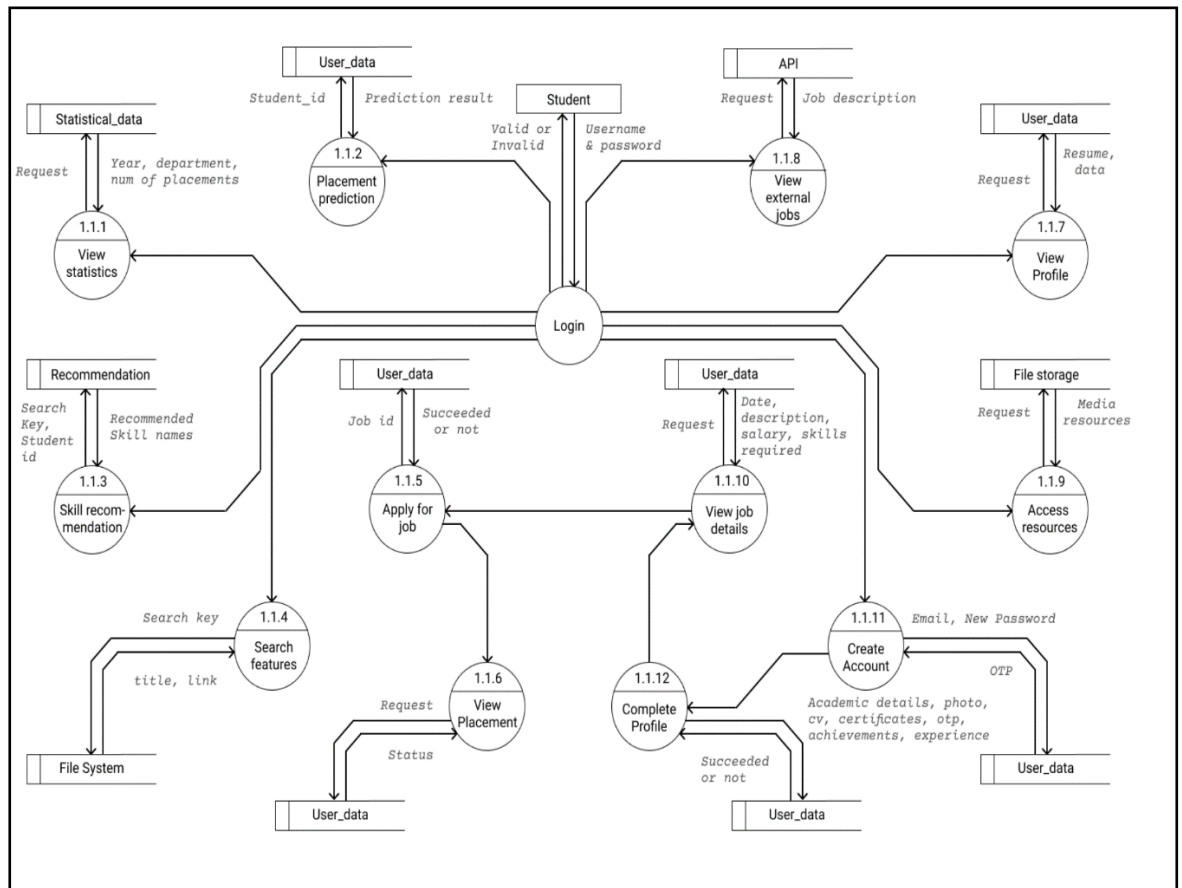 User_data
Student_id
Prediction result
1.1.2
Placement
prediction
Student
Valid or
Invalid
Username
& password
API
Request
Job description
1.1.8
View
external
jobs
Statistical_data
Request
Year, department,
num of placements
1.1.1
View
statistics
User_data
Request
Resume,
data
1.1.7
View
Profile
Login
Recommendation
Search
Key,
Student
id
Recommended
Skill names
1.1.3
Skill recom-
mendation
User_data
Job id
Succeeded
or not
1.1.5
Apply for
job
User_data
Request
Date,
description,
salary, skills
required
1.1.10
View job
details
File storage
Request
Media
resources
1.1.9
Access
resources
Search key
1.1.4
Search
features
title, link
File System
1.1.6
View
Placement
Request
Status
User_data
1.1.12
Complete
Profile
Succeeded
or not
User_data
1.1.11
Create
Account
Email, New Password
OTP
Academic details, photo,
cv, certificates, otp,
achievements, experience
User_data